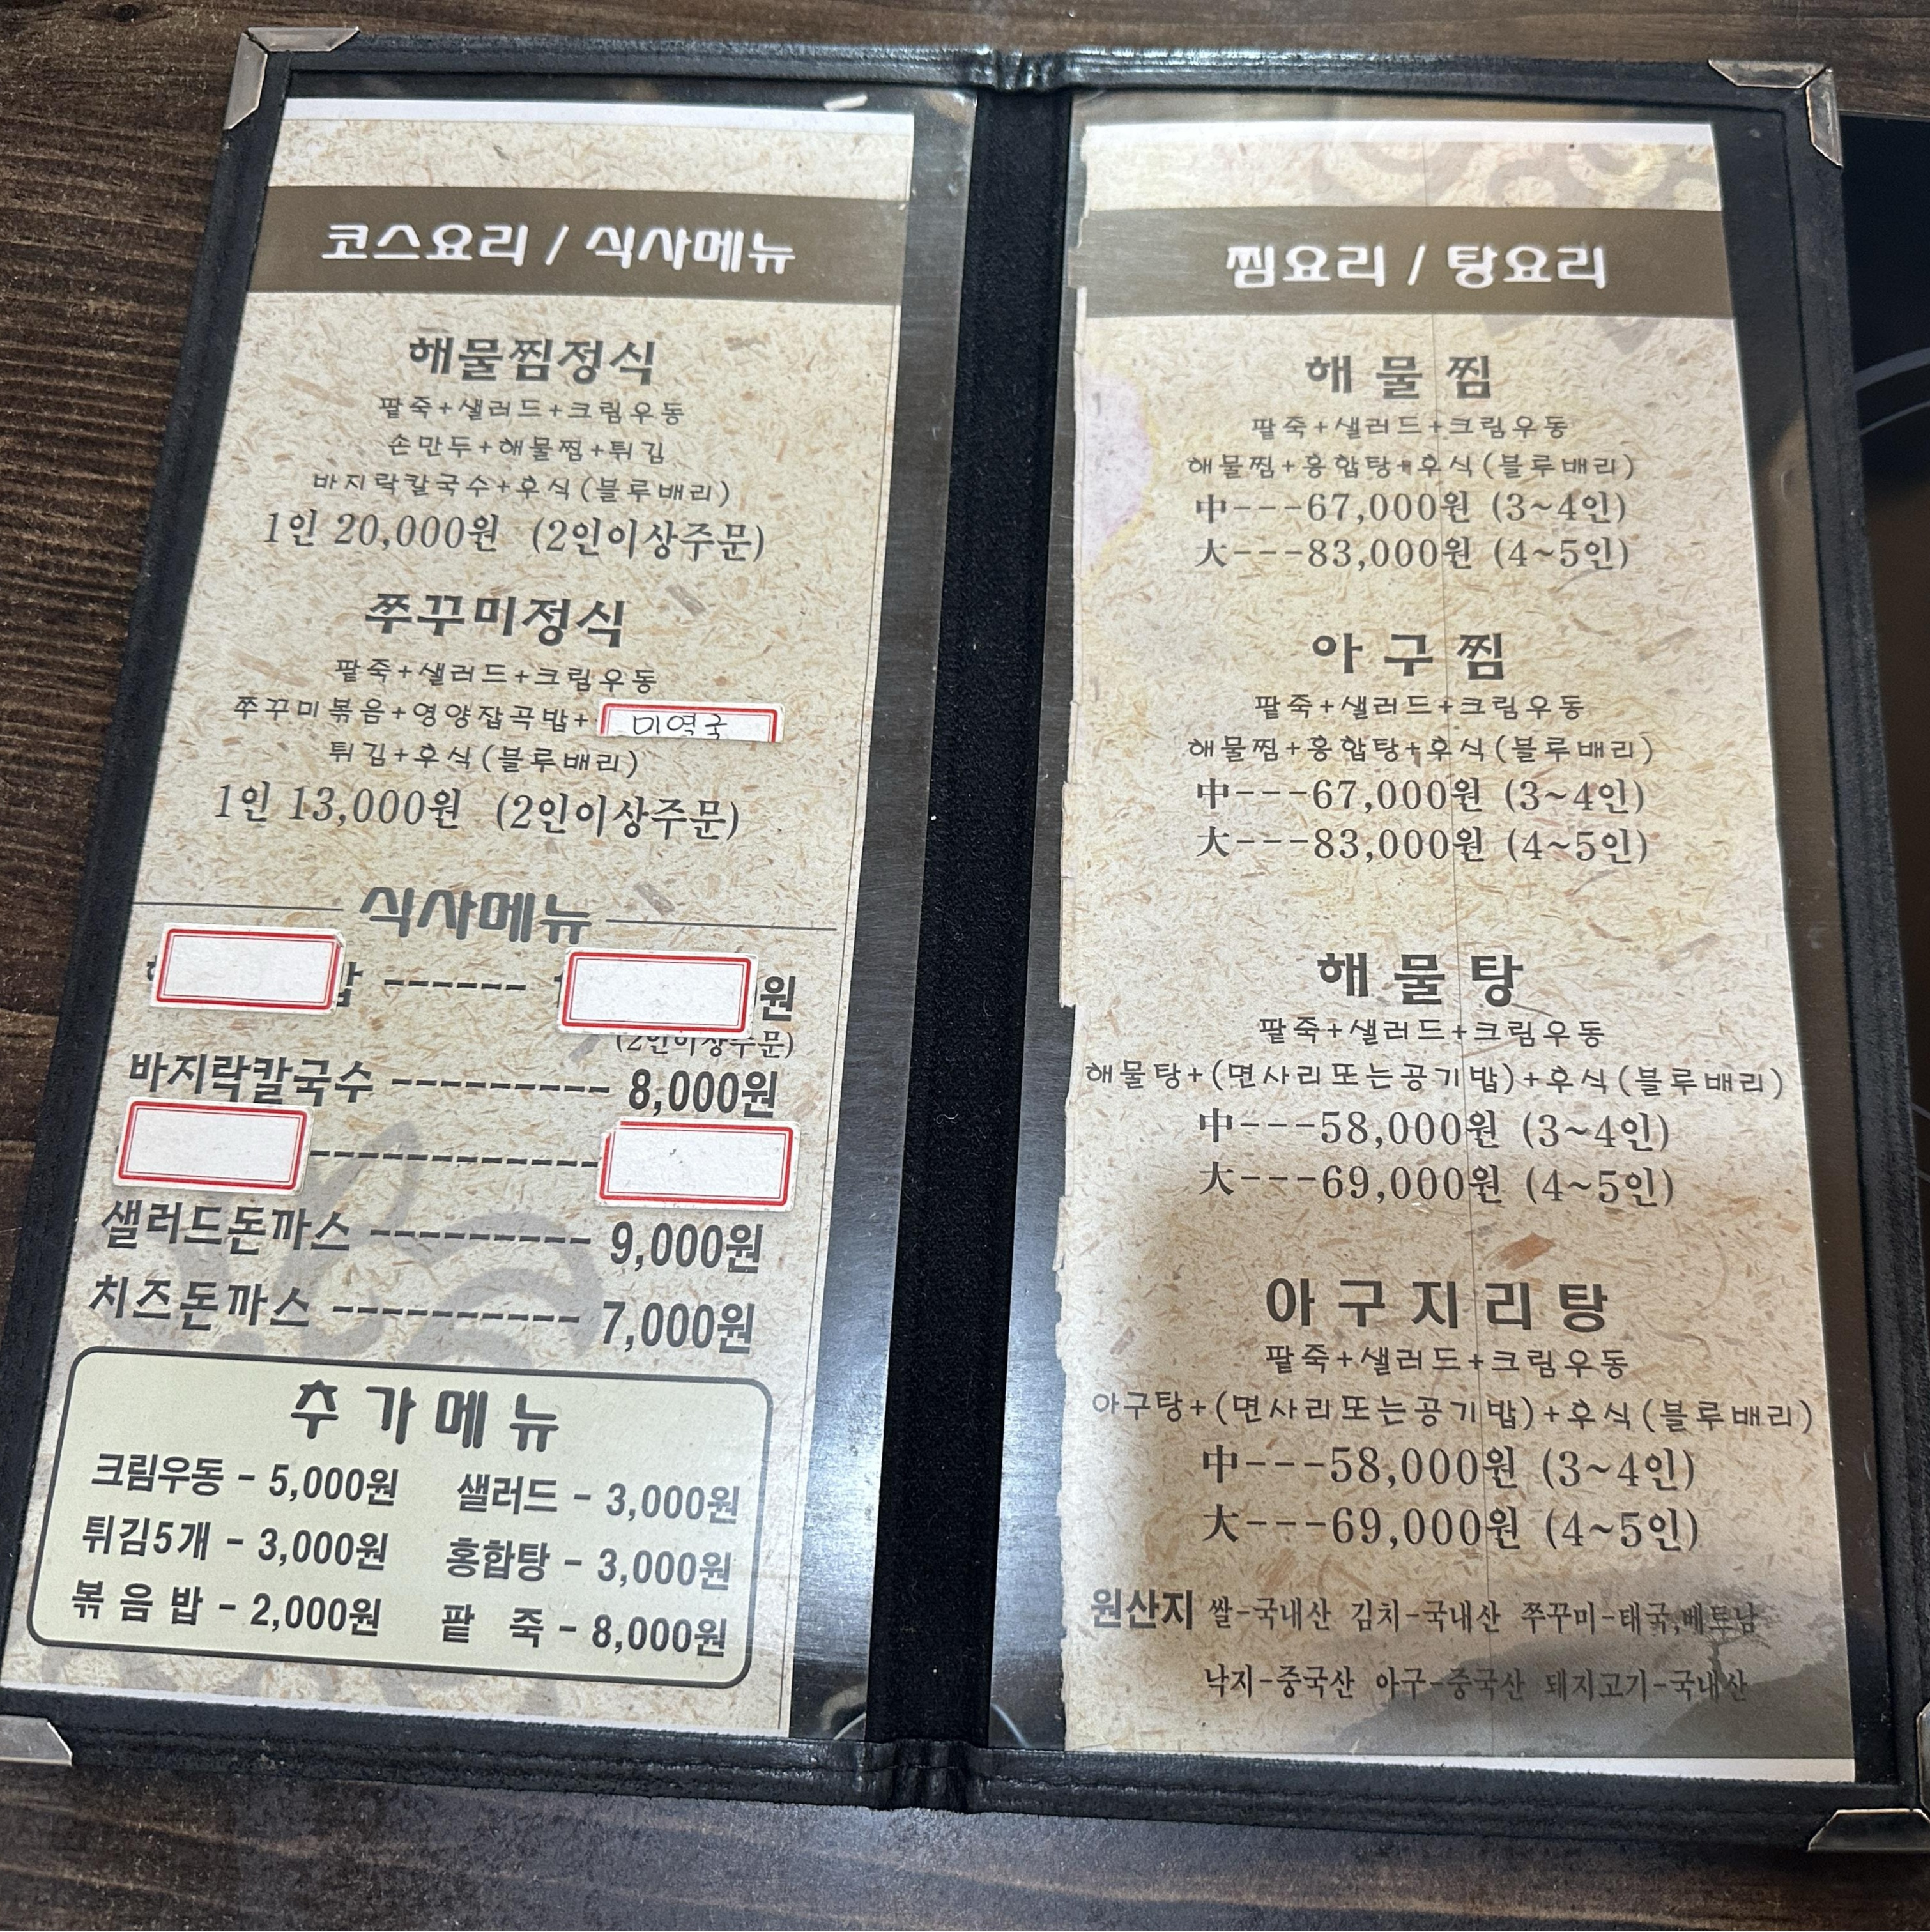 코스요리 / 식사메뉴
해물찜정식
팥죽+샐러드+크림우동
손만두+해물찜+튀김
바지락칼국수+후식(블루배리)
1인 20,000원 (2인이상주문)
쭈꾸미정식
팥죽+샐러드+크림우동
쭈꾸미볶음+영양잡곡밥+ 미역국
튀김+후식(블루배리)
1인 13,000원 (2인이상주문)
식사메뉴
------ 원
(2인이상주문)
바지락칼국수 --------- 8,000원
샐러드돈까스 --------- 9,000원
치즈돈까스 ---------- 7,000원
추가메뉴
크림우동 - 5,000원 샐러드 - 3,000원
튀김5개 - 3,000원 홍합탕 - 3,000원
볶음밥 - 2,000원 팥 죽 - 8,000원
찜요리 / 탕요리
해물찜
팥죽+샐러드+크림우동
해물찜+홍합탕+후식(블루배리)
中---67,000원 (3~4인)
大---83,000원 (4~5인)
아구찜
팥죽+샐러드+크림우동
해물찜+홍합탕+후식(블루배리)
中---67,000원 (3~4인)
大---83,000원 (4~5인)
해물탕
팥죽+샐러드+크림우동
해물탕+(면사리또는공기밥)+후식(블루배리)
中---58,000원 (3~4인)
大---69,000원 (4~5인)
아구지리탕
팥죽+샐러드+크림우동
아구탕+(면사리또는공기밥)+후식(블루배리)
中---58,000원 (3~4인)
大---69,000원 (4~5인)
원산지 쌀-국내산 김치-국내산 쭈꾸미-태국,베트남
낙지-중국산 아구-중국산 돼지고기-국내산